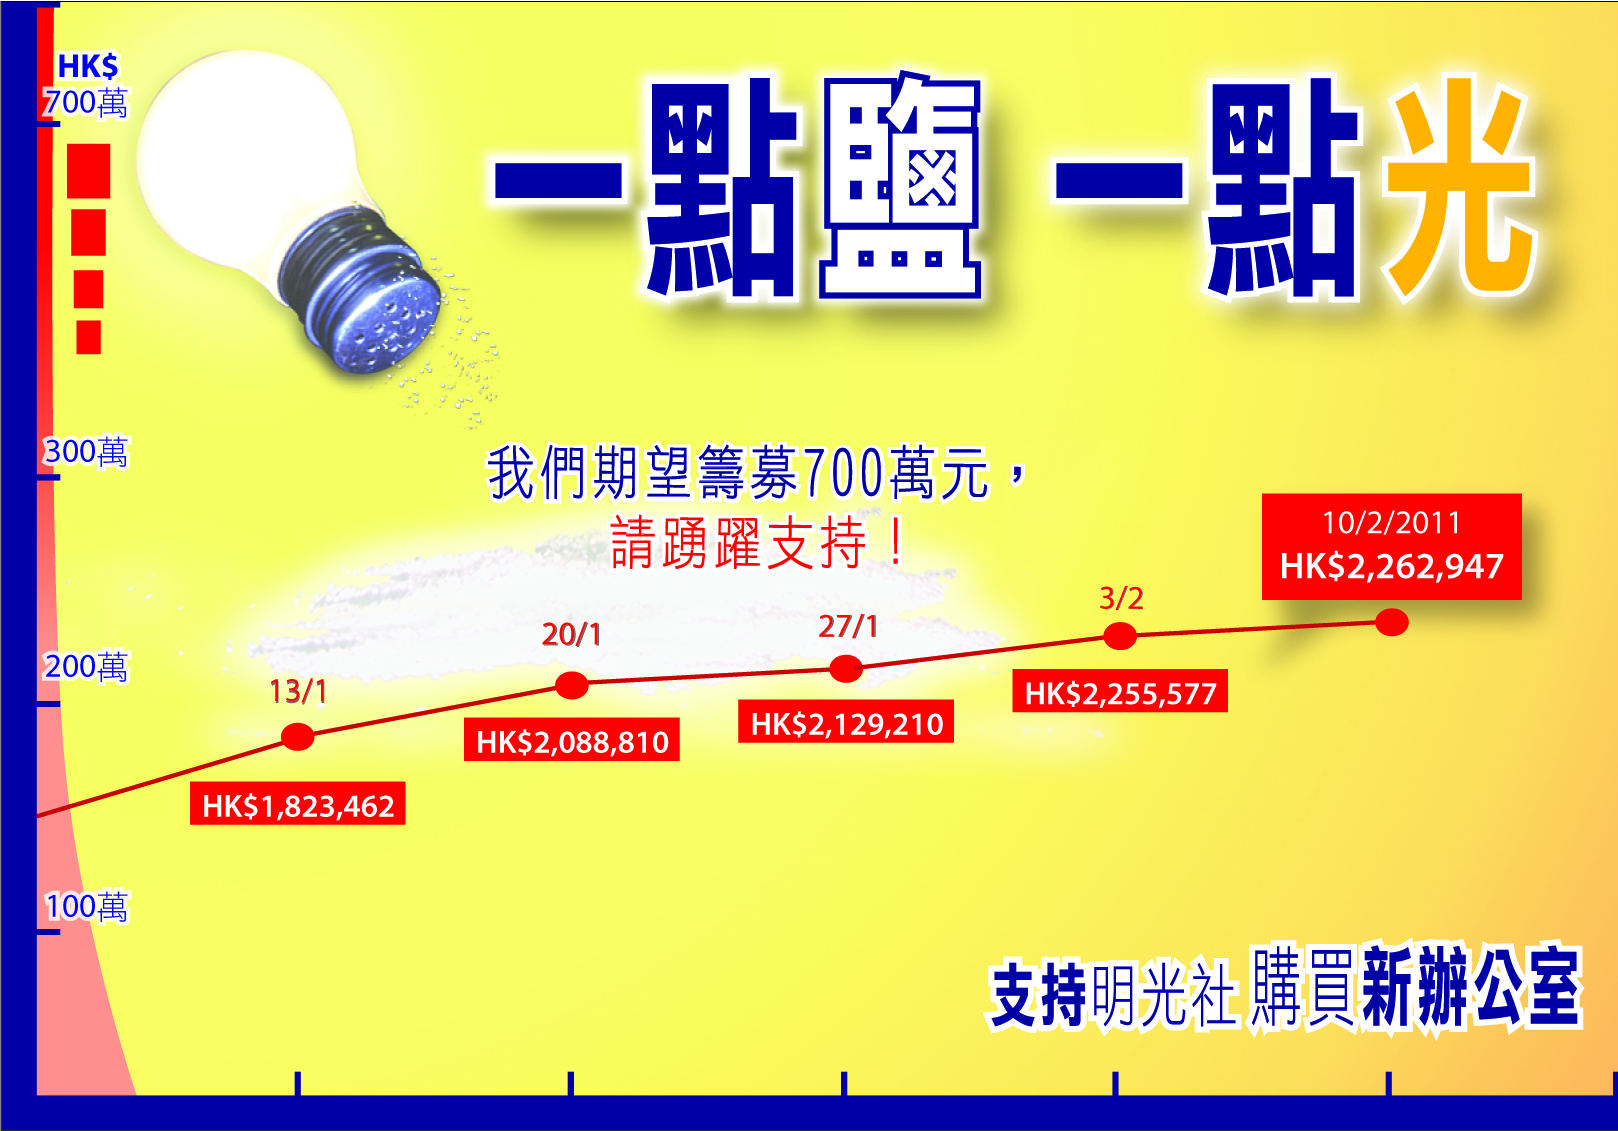 HK$
700萬
一點鹽 一點光
300萬
我們期望籌募700萬元，
請踴躍支持！
10/2/2011
HK$2,262,947
3/2
HK$2,255,577
27/1
HK$2,129,210
20/1
HK$2,088,810
200萬
13/1
HK$1,823,462
100萬
支持明光社購買新辦公室